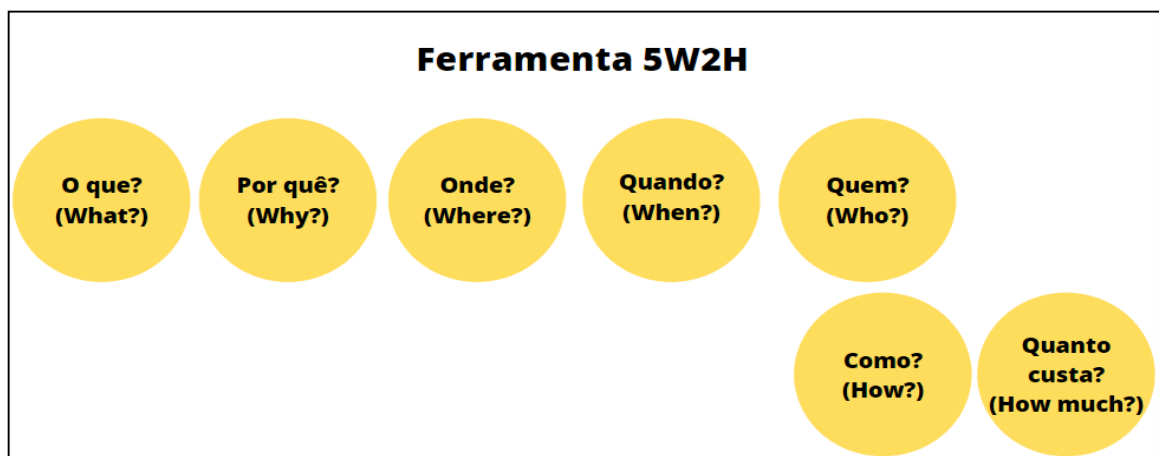 Ferramenta 5W2H
O que?
(What?)
Por quê?
(Why?)
Onde?
(Where?)
Quando?
(When?)
Quem?
(Who?)
Como?
(How?)
Quanto
custa?
(How much?)